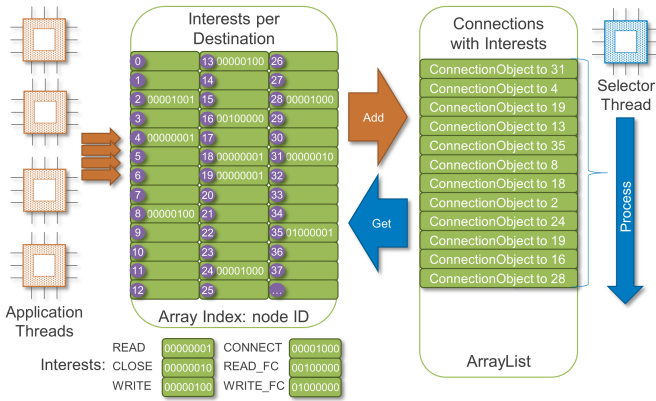 Interests per
Destination
Connections
with Interests
0
13 00000100
26
1
14
27
2 00001001
15
28 00001000
3
16 00100000
29
4 00000001
17
30
5
18 00000001
31 00000010
6
19 00000001
32
7
20
33
8 00000100
21
34
9
22
35 01000001
10
23
36
11
24 00001000
37
12
25
...
Array Index: node ID
Application
Threads
Add
Get
ConnectionObject to 31
ConnectionObject to 4
ConnectionObject to 19
ConnectionObject to 13
ConnectionObject to 35
ConnectionObject to 8
ConnectionObject to 18
ConnectionObject to 2
ConnectionObject to 24
ConnectionObject to 19
ConnectionObject to 16
ConnectionObject to 28
ArrayList
Selector
Thread
Process
Interests:
READ 00000001 CONNECT 00001000
CLOSE 00000010 READ_FC 00100000
WRITE 00000100 WRITE_FC 01000000